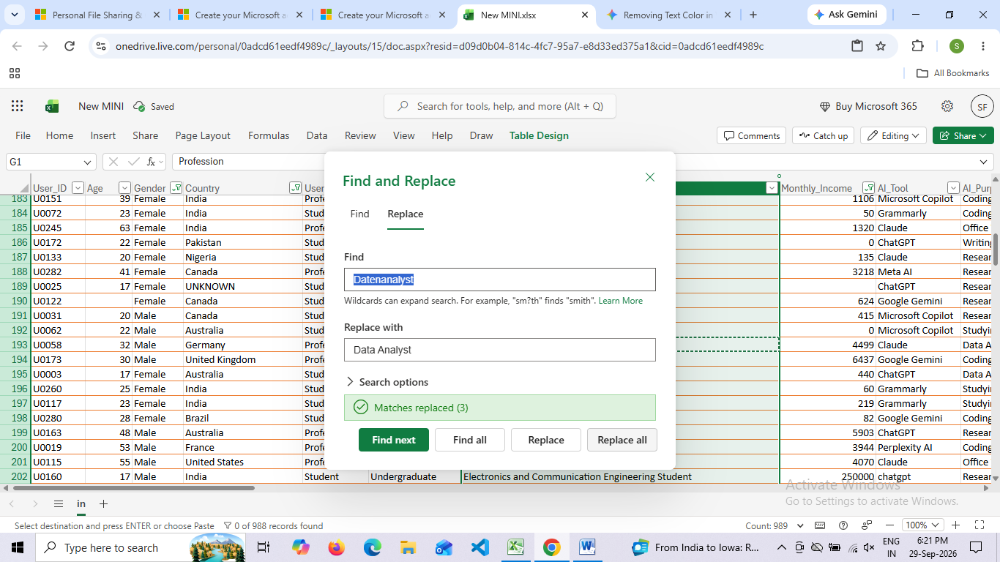 Personal File Sharing &
Create your Microsoft a
Create your Microsoft a
New MINI.xlsx
Removing Text Color in
Ask Gemini
onedrive.live.com/personal/0adcd61eedf4989c/_layouts/15/doc.aspx?resid=d09d0b04-814c-4fc7-95a7-e8d33ed375a1&cid=0adcd61eedf4989c
S
All Bookmarks
New MINI Saved
Search for tools, help, and more (Alt + Q)
Buy Microsoft 365
SF
File Home Insert Share Page Layout Formulas Data Review View Help Draw Table Design
Comments Catch up Editing Share
G1 fx Profession
User_ID Age Gender Country User Monthly_Income AI_Tool AI_Pur
183 U0151 39 Female India Prof 1106 Microsoft Copilot Coding
184 U0072 23 Female India Stud 50 Grammarly Coding
185 U0245 63 Female India Profe 1320 Claude Office
186 U0172 22 Female Pakistan Stud 0 ChatGPT Writin
187 U0133 20 Female Nigeria Stud 135 Claude Resear
188 U0282 41 Female Canada Profe 3218 Meta AI Resear
189 U0025 17 Female UNKNOWN Stud ChatGPT Resear
190 U0122 Female Canada Stud 624 Google Gemini Resear
191 U0031 20 Male Canada Stud 415 Microsoft Copilot Resear
192 U0062 22 Male Australia Stud 0 Microsoft Copilot Studyi
193 U0058 32 Male Germany Profe 4499 Claude Data A
194 U0173 30 Male United Kingdom Profe 6437 Google Gemini Coding
195 U0003 17 Female Australia Stud 440 ChatGPT Data A
196 U0260 25 Female India Stud 60 Grammarly Studyi
197 U0117 23 Female India Stud 219 Grammarly Studyi
198 U0280 28 Female Brazil Stud 82 Google Gemini Coding
199 U0163 48 Male Australia Profe 5903 ChatGPT Resear
200 U0019 53 Male France Profe 3944 Perplexity AI Coding
201 U0115 55 Male United States Profe 4070 Claude Office
202 U0160 17 Male India Student Undergraduate Electronics and Communication Engineering Student 250000 chatgpt Resear
Find and Replace
Find Replace
Find
Datenanalyst
Wildcards can expand search. For example, "sm?th" finds "smith". Learn More
Replace with
Data Analyst
Search options
Matches replaced (3)
Find next Find all Replace Replace all
Activate Windows
Go to Settings to activate Windows.
in
Select destination and press ENTER or choose Paste 0 of 988 records found
Count: 989
100%
Type here to search
From India to Iowa: R...
ENG
IN
6:21 PM
29-Sep-2026